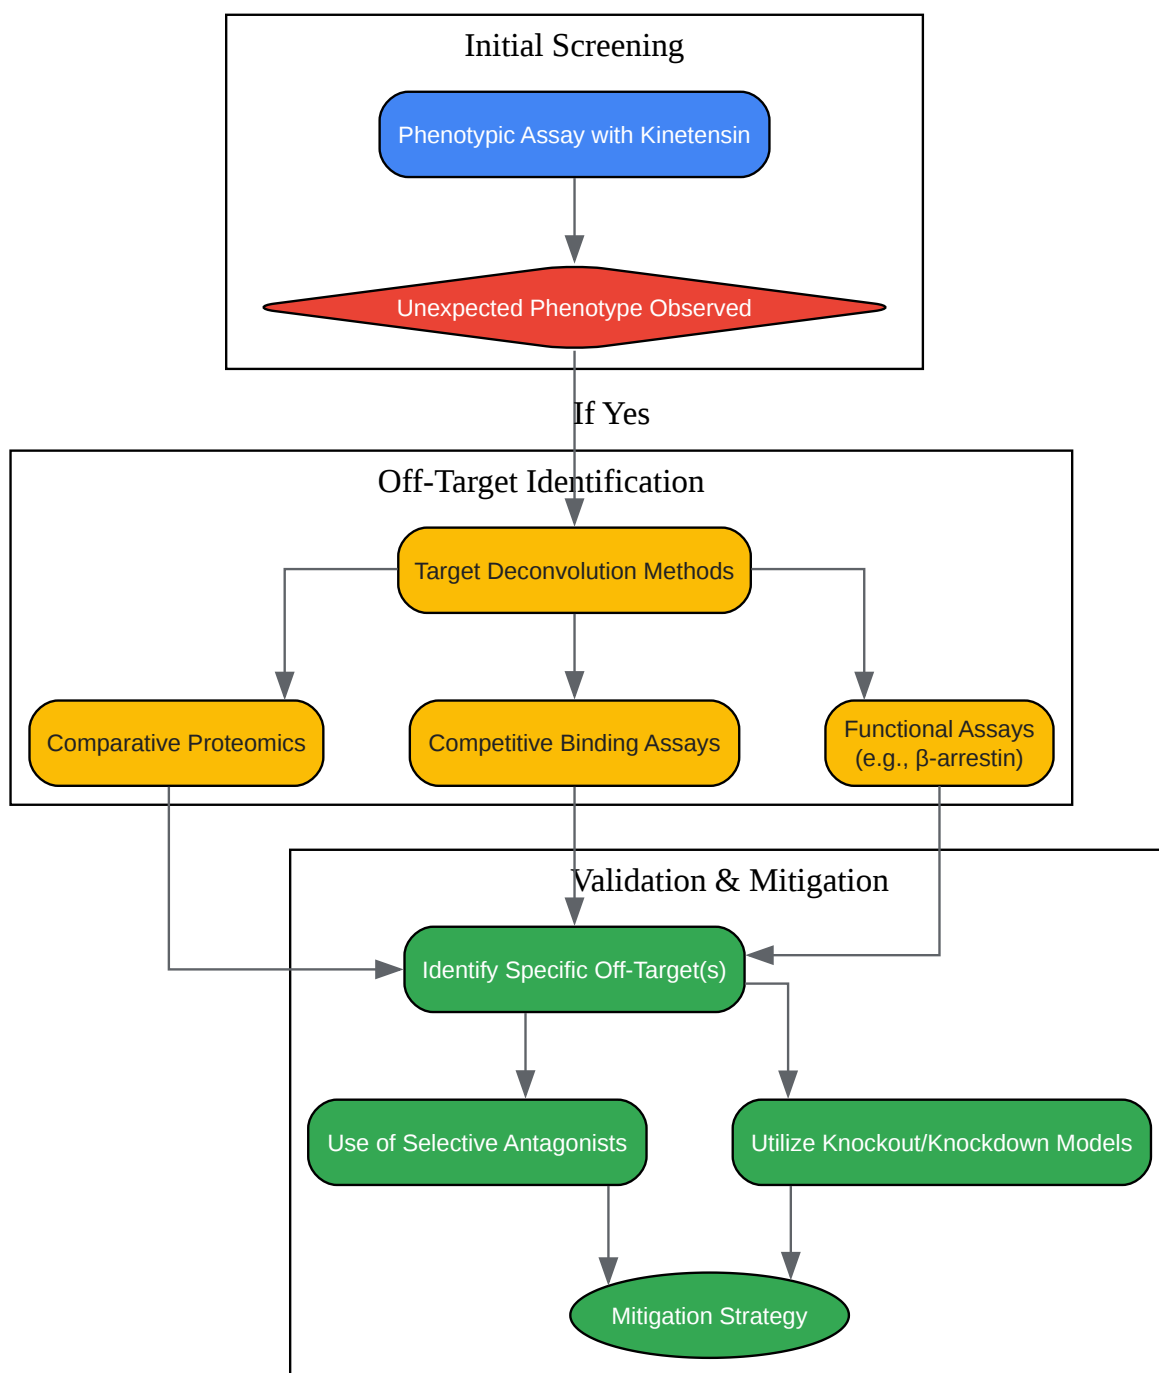 Initial Screening
Phenotypic Assay with Kinetensin
Unexpected Phenotype Observed
If Yes
Off-Target Identification
Target Deconvolution Methods
Comparative Proteomics
Competitive Binding Assays
Functional Assays
(e.g., β-arrestin)
Validation & Mitigation
Identify Specific Off-Target(s)
Use of Selective Antagonists
Utilize Knockout/Knockdown Models
Mitigation Strategy